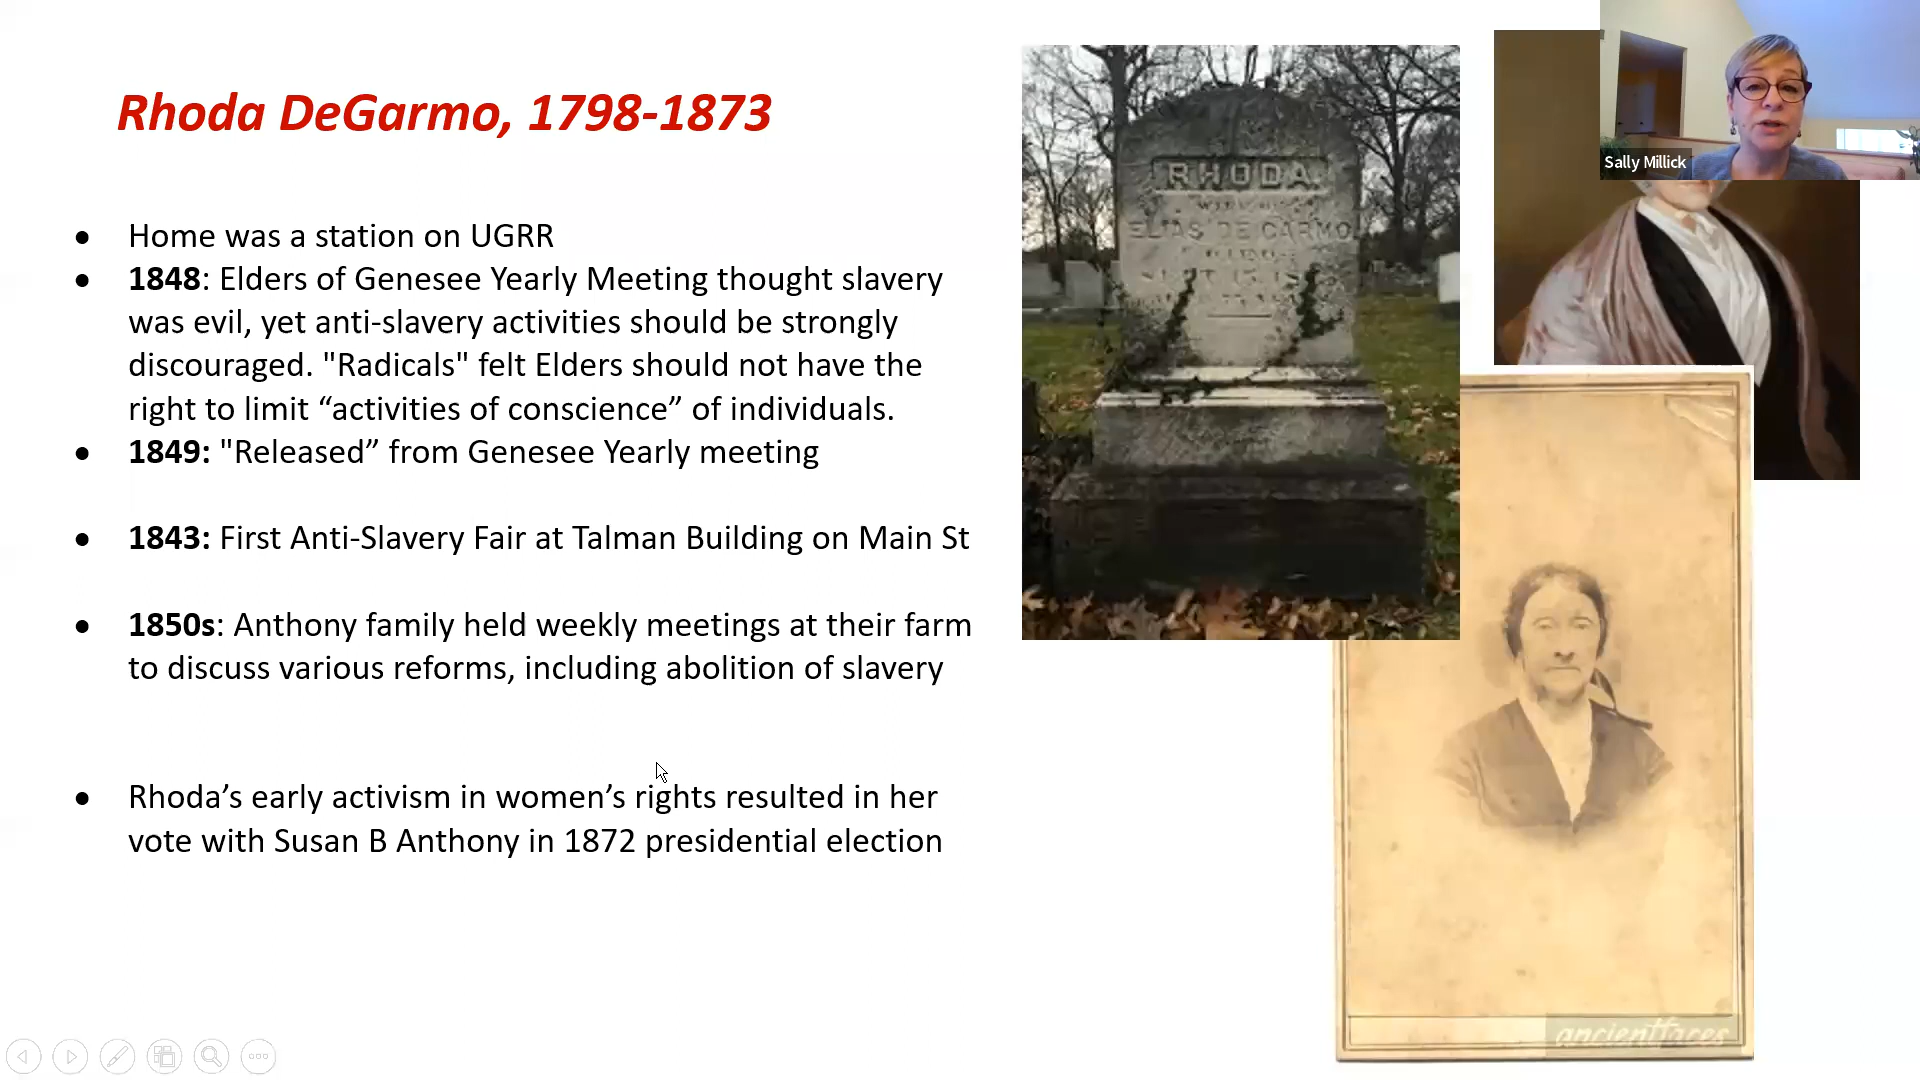 Rhoda DeGarmo, 1798-1873
● Home was a station on UGRR
● 1848: Elders of Genesee Yearly Meeting thought slavery
was evil, yet anti-slavery activities should be strongly
discouraged. "Radicals" felt Elders should not have the
right to limit “activities of conscience” of individuals.
● 1849: "Released” from Genesee Yearly meeting
● 1843: First Anti-Slavery Fair at Talman Building on Main St
● 1850s: Anthony family held weekly meetings at their farm
to discuss various reforms, including abolition of slavery
● Rhoda’s early activism in women’s rights resulted in her
vote with Susan B Anthony in 1872 presidential election
RHODA
ELIAS DE GARMO
Sally Millick
ancientfaces